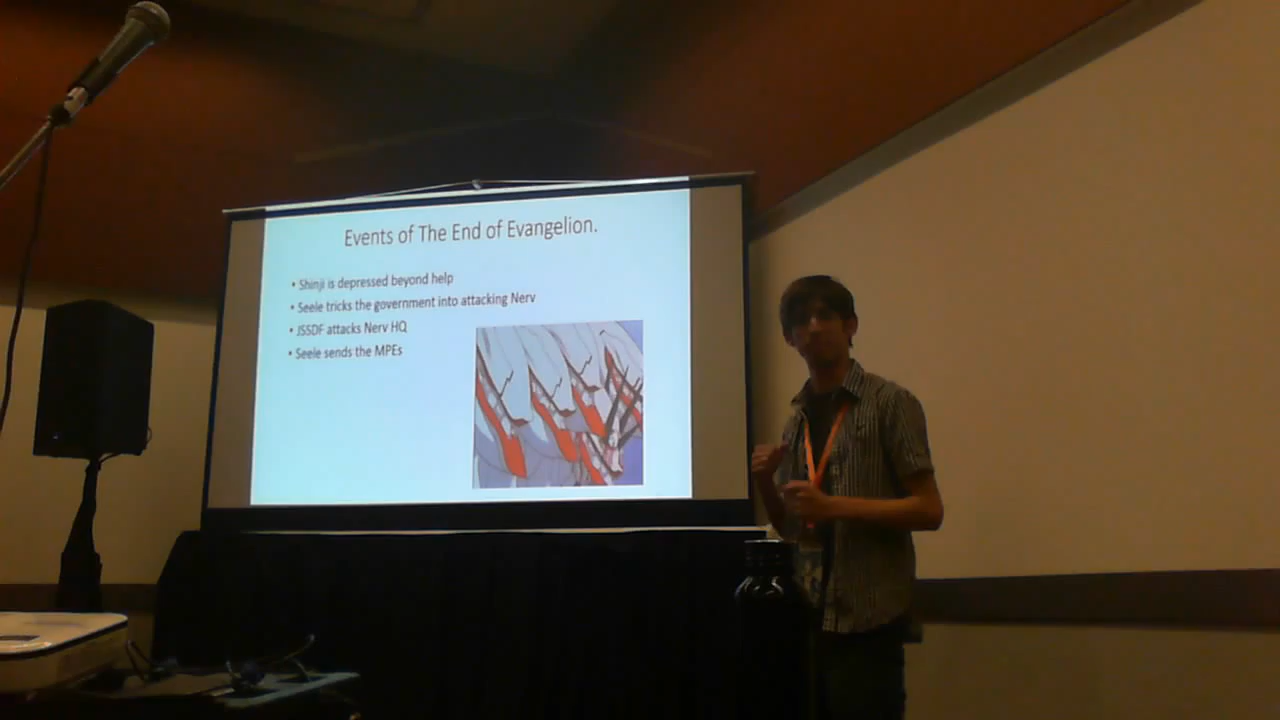 Events of The End of Evangelion.
• Shinji is depressed beyond help
• Seele tricks the government into attacking Nerv
• JSSDF attacks Nerv HQ
• Seele sends the MPEs